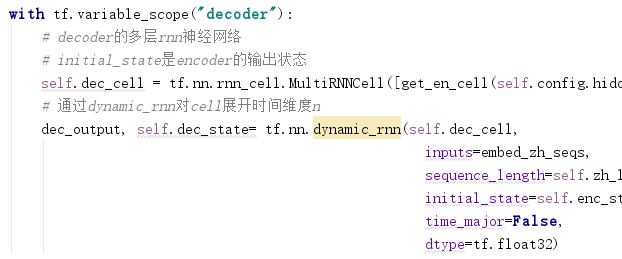 with tf.variable_scope("decoder"):
# decoder的多层rnn神经网络
# initial_state是encoder的输出状态
self.dec_cell = tf.nn.rnn_cell.MultiRNNCell([get_en_cell(self.config.hidd
# 通过dynamic_rnn对cell展开时间维度n
dec_output, self.dec_state= tf.nn.dynamic_rnn(self.dec_cell,
inputs=embed_zh_seqs,
sequence_length=self.zh_l
initial_state=self.enc_st
time_major=False,
dtype=tf.float32)